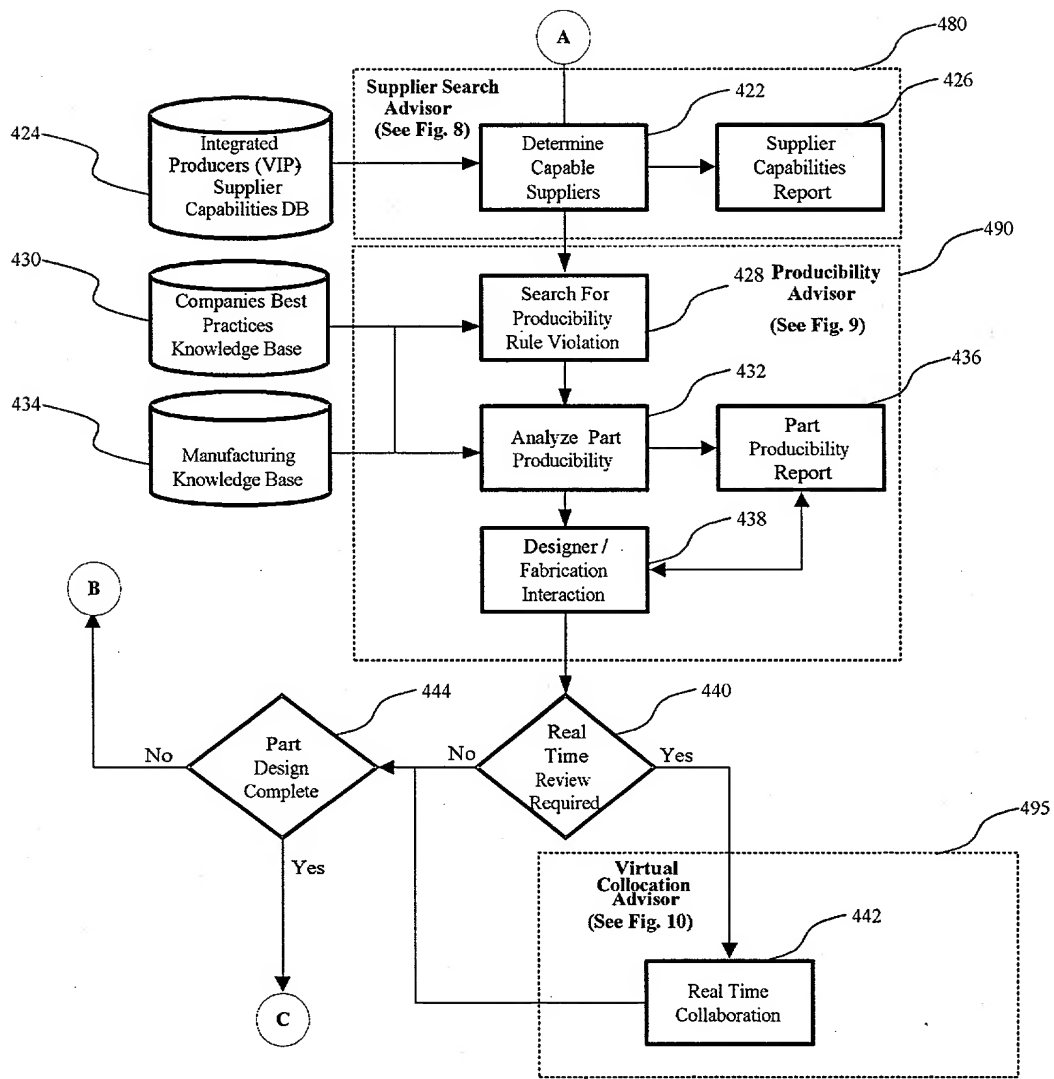 A
480
Supplier Search
Advisor
(See Fig. 8)
422
426
424
Integrated
Producers (VIP)
Supplier
Capabilities DB
Determine
Capable
Suppliers
Supplier
Capabilities
Report
490
430
Companies Best
Practices
Knowledge Base
Search For
Producibility
Rule Violation
428
Producibility
Advisor
(See Fig. 9)
432
436
434
Manufacturing
Knowledge Base
Analyze Part
Producibility
Part
Producibility
Report
438
Designer /
Fabrication
Interaction
B
444
440
No
Part
Design
Complete
No
Real
Time
Review
Required
Yes
Yes
495
Virtual
Collocation
Advisor
(See Fig. 10)
442
Real Time
Collaboration
C